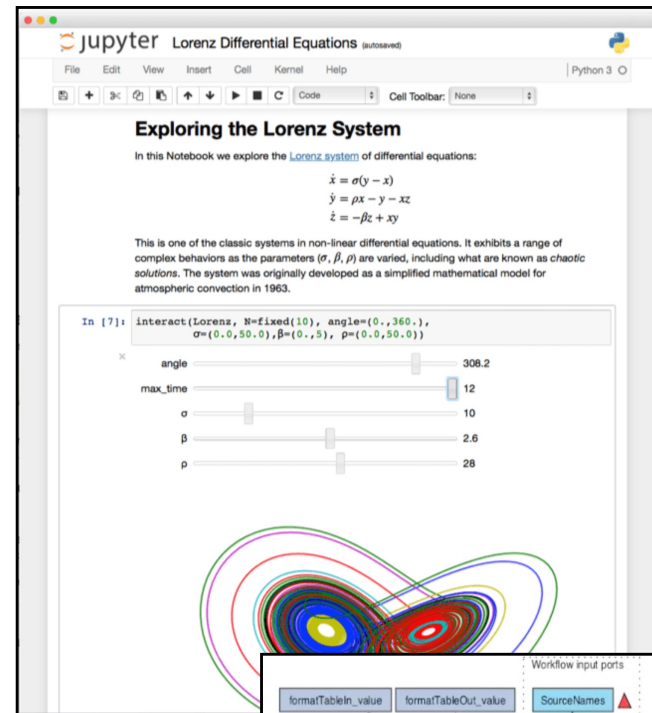 jupyter Lorenz Differential Equations (autosaved)
File Edit View Insert Cell Kernel Help Python 3
Code Cell Toolbar: None
Exploring the Lorenz System
In this Notebook we explore the Lorenz system of differential equations:
ẋ = σ(y − x)
ẏ = ρx − y − xz
ż = −βz + xy
This is one of the classic systems in non-linear differential equations. It exhibits a range of
complex behaviors as the parameters (σ, β, ρ) are varied, including what are known as chaotic
solutions. The system was originally developed as a simplified mathematical model for
atmospheric convection in 1963.
In [7]: interact(Lorenz, N=fixed(10), angle=(0.,360.),
σ=(0.0,50.0),β=(0.,5), ρ=(0.0,50.0))
angle 308.2
max_time 12
σ 10
β 2.6
ρ 28
Workflow input ports
formatTableIn_value formatTableOut_value SourceNames